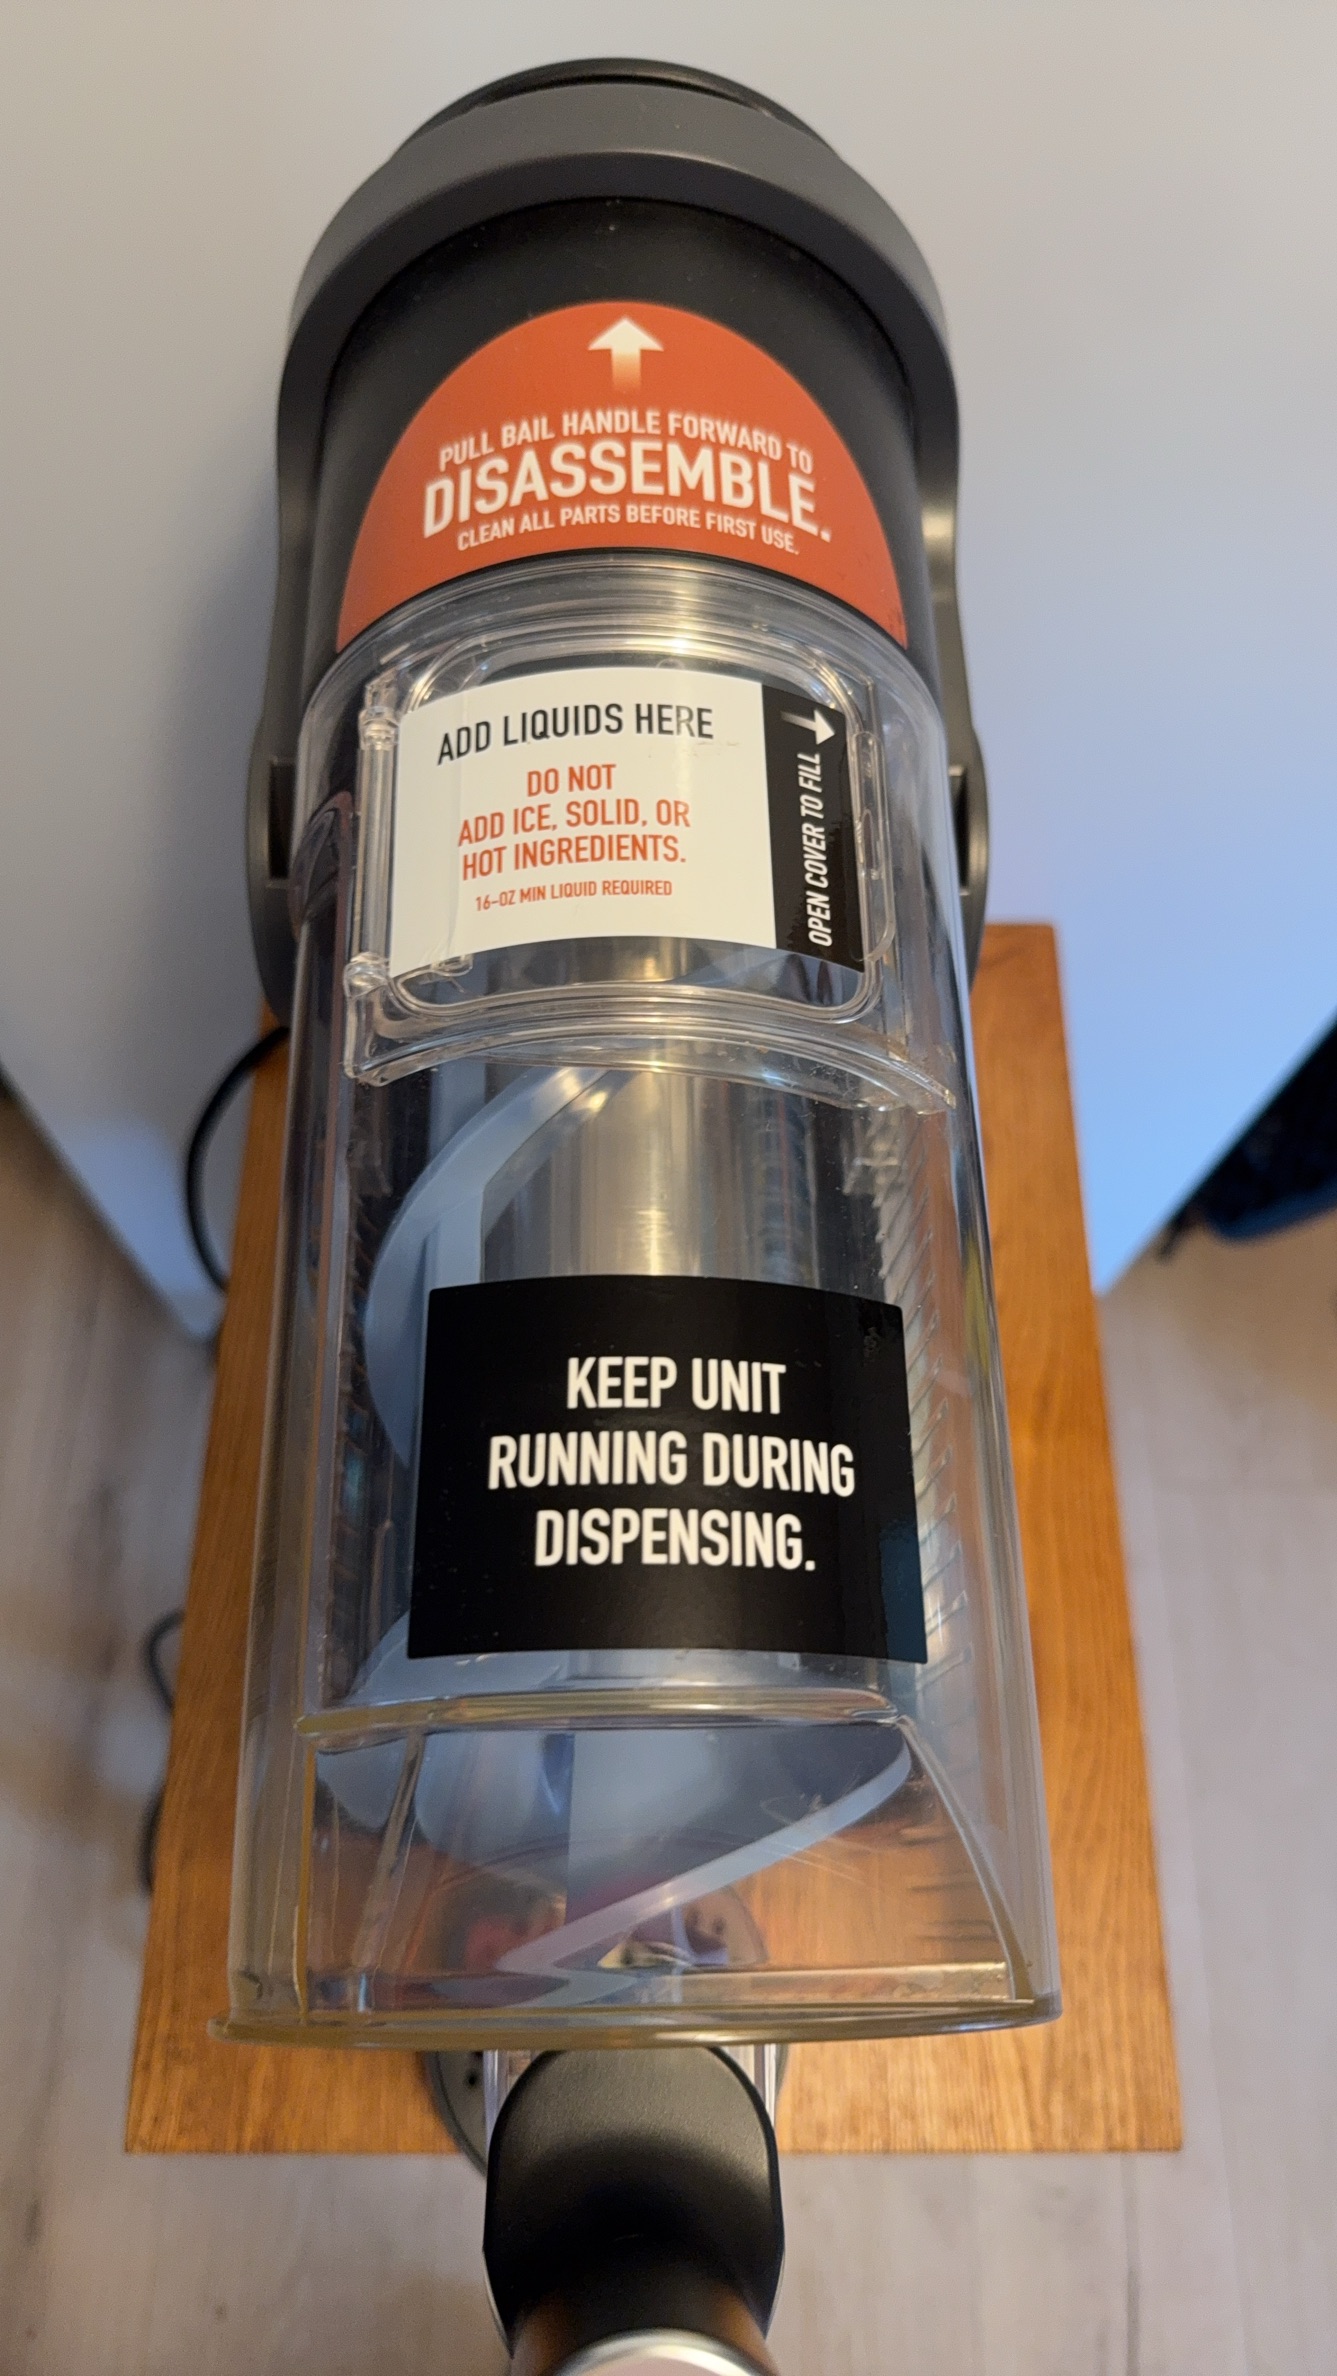 PULL BAIL HANDLE FORWARD TO
DISASSEMBLE.
CLEAN ALL PARTS BEFORE FIRST USE.
ADD LIQUIDS HERE
DO NOT
ADD ICE, SOLID, OR
HOT INGREDIENTS.
16-OZ MIN LIQUID REQUIRED
OPEN COVER TO FILL
KEEP UNIT
RUNNING DURING
DISPENSING.